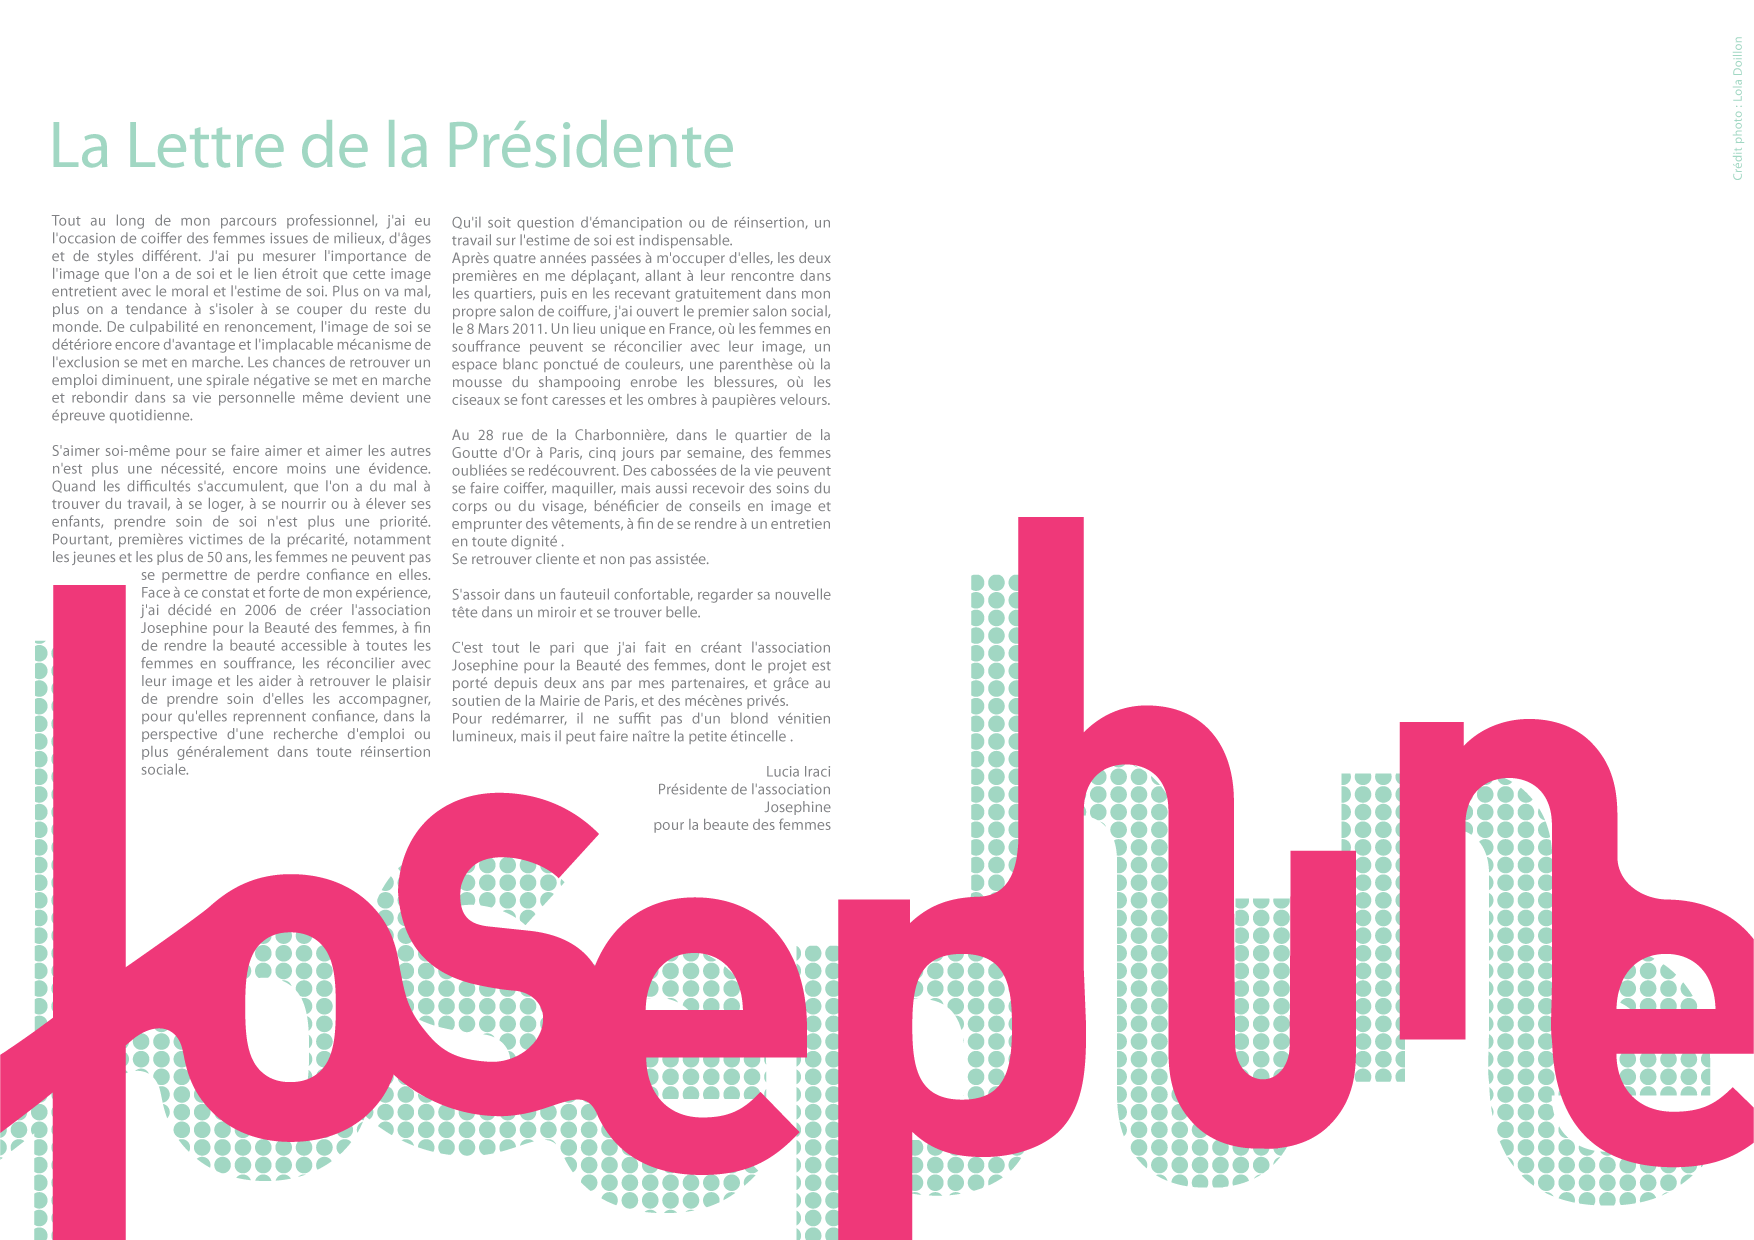 La Lettre de la Présidente
Tout au long de mon parcours professionnel, j'ai eu
l'occasion de coiffer des femmes issues de milieux, d'âges
et de styles différent. J'ai pu mesurer l'importance de
l'image que l'on a de soi et le lien étroit que cette image
entretient avec le moral et l'estime de soi. Plus on va mal,
plus on a tendance à s'isoler à se couper du reste du
monde. De culpabilité en renoncement, l'image de soi se
détériore encore d'avantage et l'implacable mécanisme de
l'exclusion se met en marche. Les chances de retrouver un
emploi diminuent, une spirale négative se met en marche
et rebondir dans sa vie personnelle même devient une
épreuve quotidienne.
S'aimer soi-même pour se faire aimer et aimer les autres
n'est plus une nécessité, encore moins une évidence.
Quand les difficultés s'accumulent, que l'on a du mal à
trouver du travail, à se loger, à se nourrir ou à élever ses
enfants, prendre soin de soi n'est plus une priorité.
Pourtant, premières victimes de la précarité, notamment
les jeunes et les plus de 50 ans, les femmes ne peuvent pas
se permettre de perdre confiance en elles.
Face à ce constat et forte de mon expérience,
j'ai décidé en 2006 de créer l'association
Josephine pour la Beauté des femmes, à fin
de rendre la beauté accessible à toutes les
femmes en souffrance, les réconcilier avec
leur image et les aider à retrouver le plaisir
de prendre soin d'elles les accompagner,
pour qu'elles reprennent confiance, dans la
perspective d'une recherche d'emploi ou
plus généralement dans toute réinsertion
sociale.
Qu'il soit question d'émancipation ou de réinsertion, un
travail sur l'estime de soi est indispensable.
Après quatre années passées à m'occuper d'elles, les deux
premières en me déplaçant, allant à leur rencontre dans
les quartiers, puis en les recevant gratuitement dans mon
propre salon de coiffure, j'ai ouvert le premier salon social,
le 8 Mars 2011. Un lieu unique en France, où les femmes en
souffrance peuvent se réconcilier avec leur image, un
espace blanc ponctué de couleurs, une parenthèse où la
mousse du shampooing enrobe les blessures, où les
ciseaux se font caresses et les ombres à paupières velours.
Au 28 rue de la Charbonnière, dans le quartier de la
Goutte d'Or à Paris, cinq jours par semaine, des femmes
oubliées se redécouvrent. Des cabossées de la vie peuvent
se faire coiffer, maquiller, mais aussi recevoir des soins du
corps ou du visage, bénéficier de conseils en image et
emprunter des vêtements, à fin de se rendre à un entretien
en toute dignité .
Se retrouver cliente et non pas assistée.
S'assoir dans un fauteuil confortable, regarder sa nouvelle
tête dans un miroir et se trouver belle.
C'est tout le pari que j'ai fait en créant l'association
Josephine pour la Beauté des femmes, dont le projet est
porté depuis deux ans par mes partenaires, et grâce au
soutien de la Mairie de Paris, et des mécènes privés.
Pour redémarrer, il ne suffit pas d'un blond vénitien
lumineux, mais il peut faire naître la petite étincelle .
Lucia Iraci
Présidente de l'association
Josephine
pour la beaute des femmes
Crédit photo : Lola Doillon
Josephine